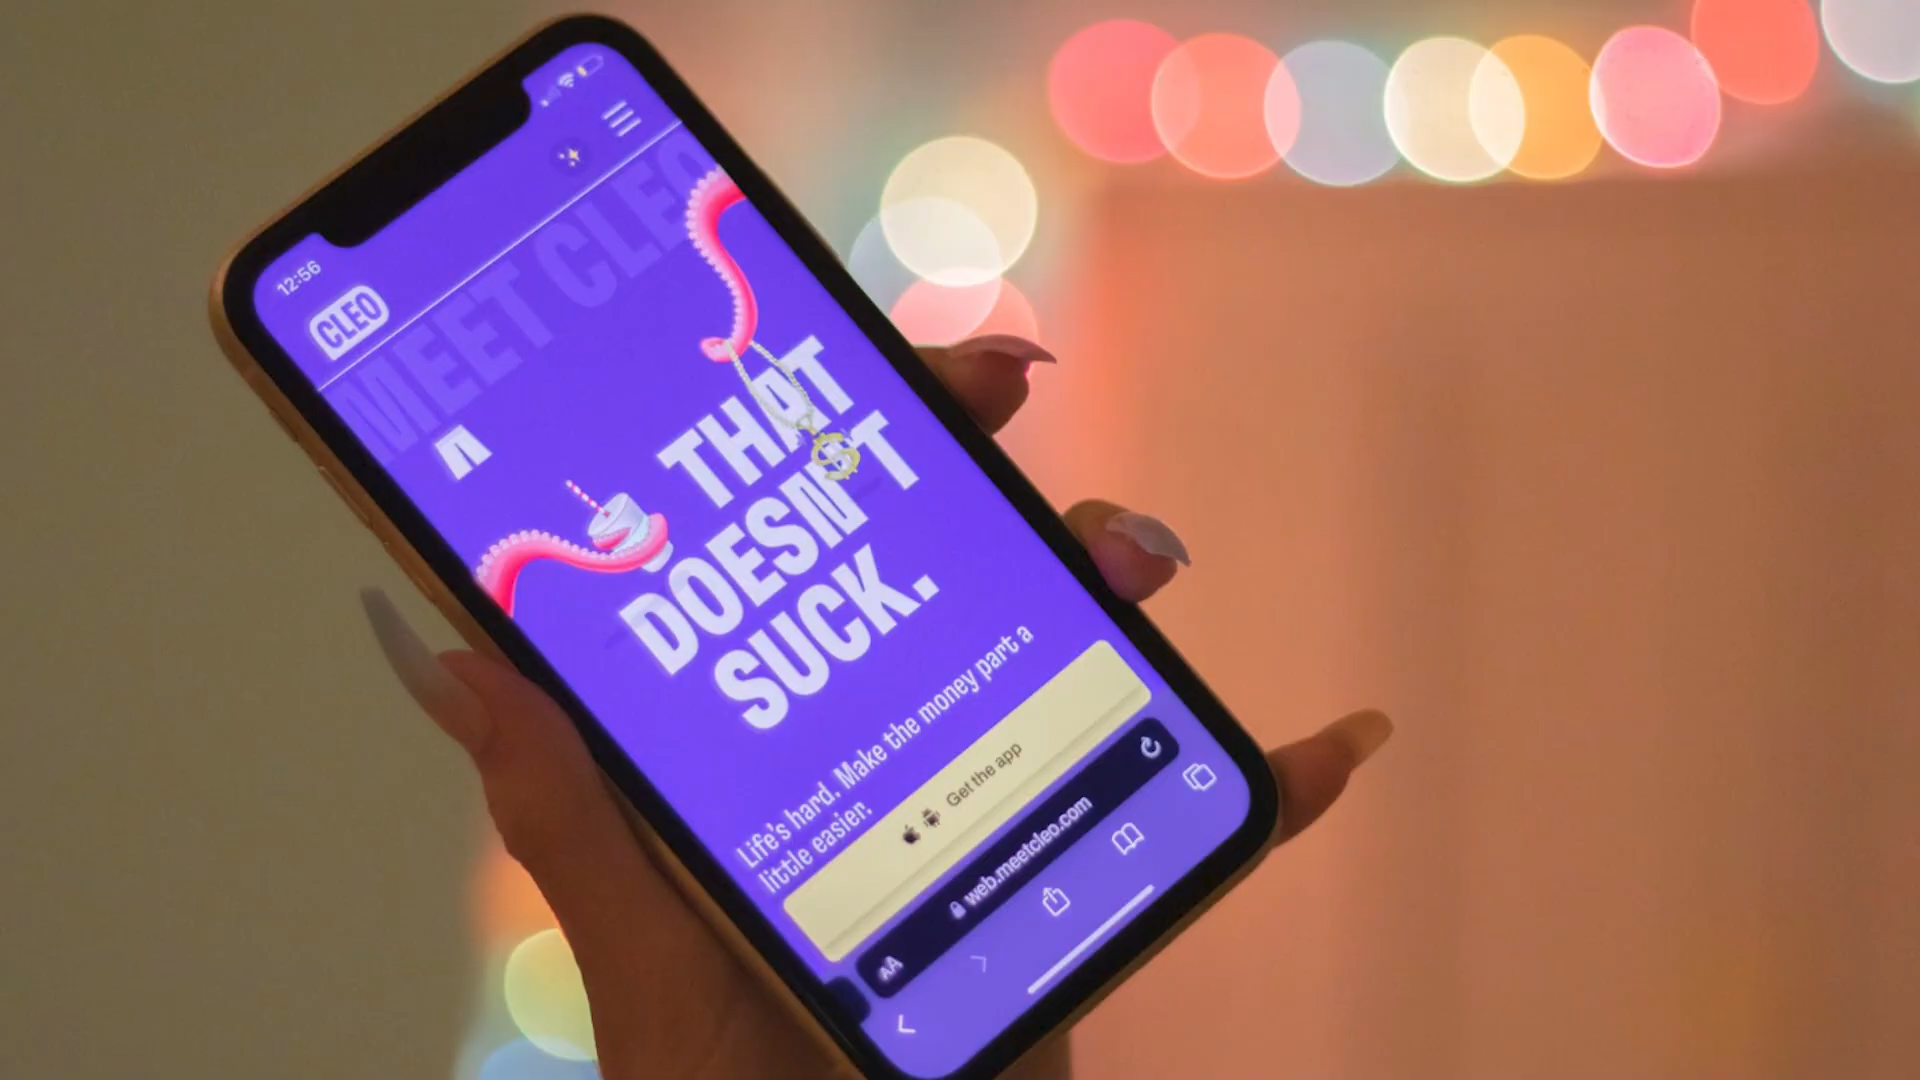 12:56
CLEO
MEET CLEO
A
THAT
DOESN'T
SUCK.
Life's hard. Make the money part a
little easier.
Get the app
AA web.meetcleo.com